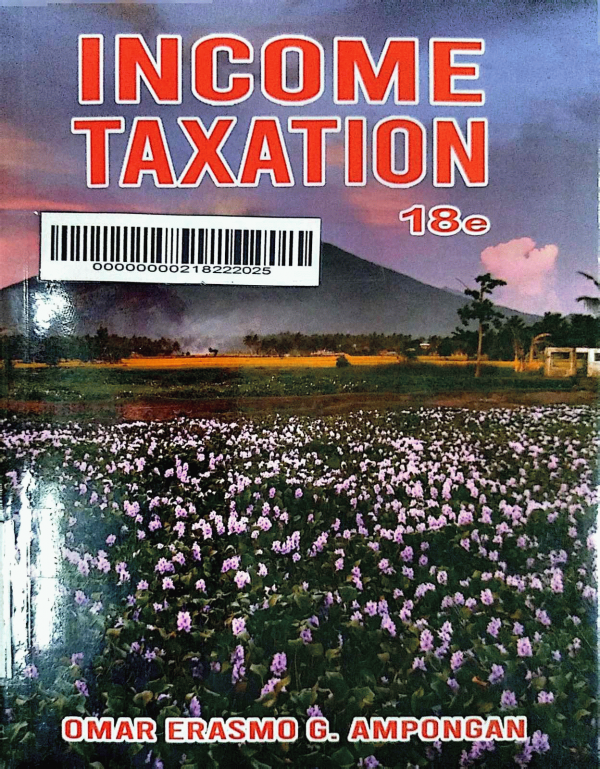 INCOME
TAXATION
18e
00000000218222025
OMAR ERASMO G. AMPONGAN